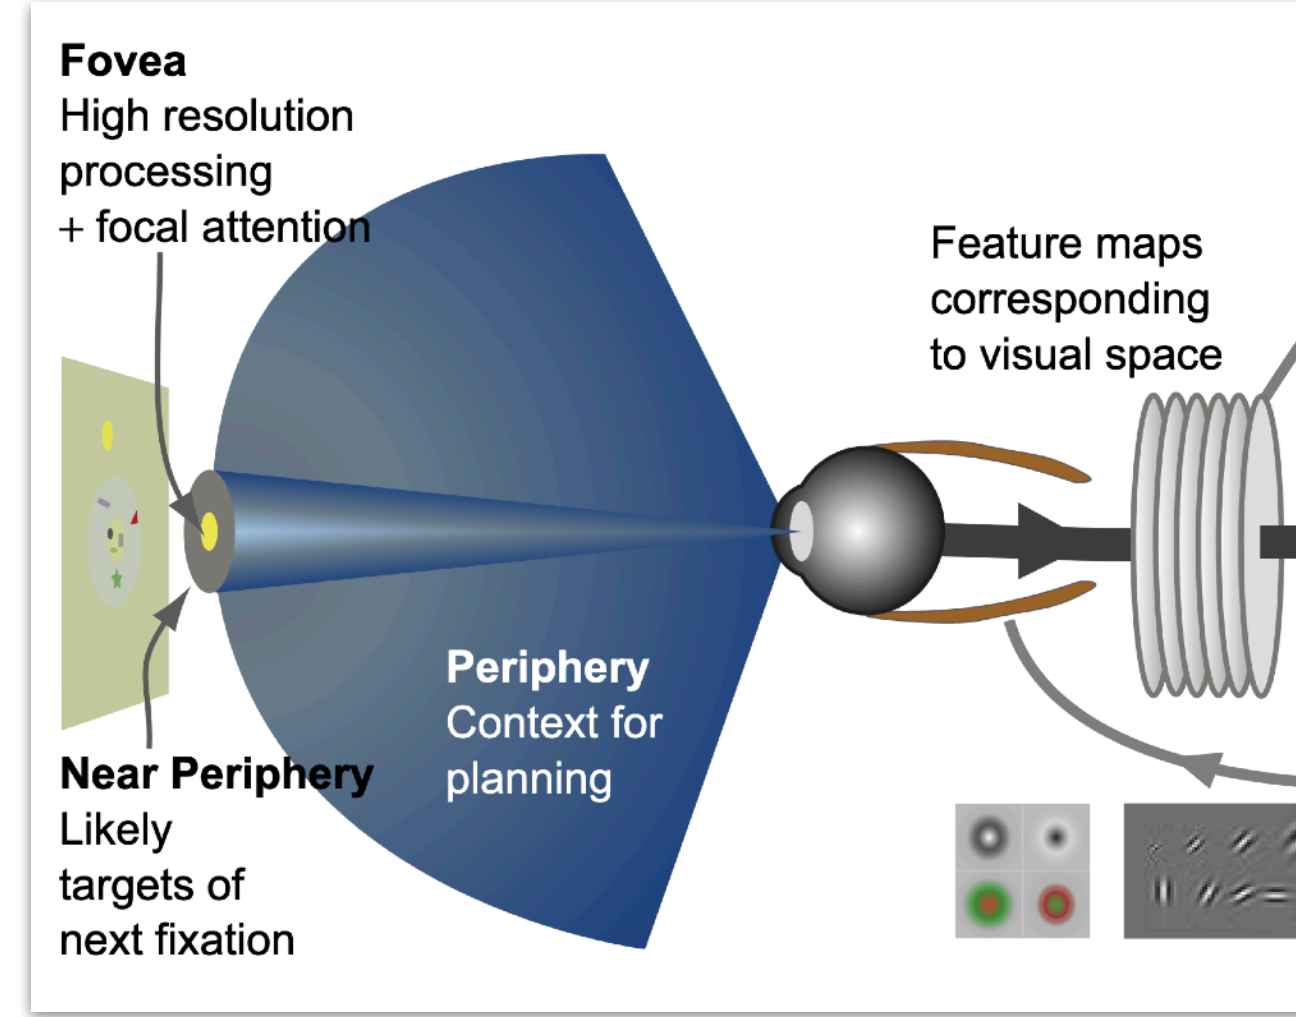 Fovea
High resolution
processing
+ focal attention
Feature maps
corresponding
to visual space
Periphery
Context for
planning
Near Periphery
Likely
targets of
next fixation